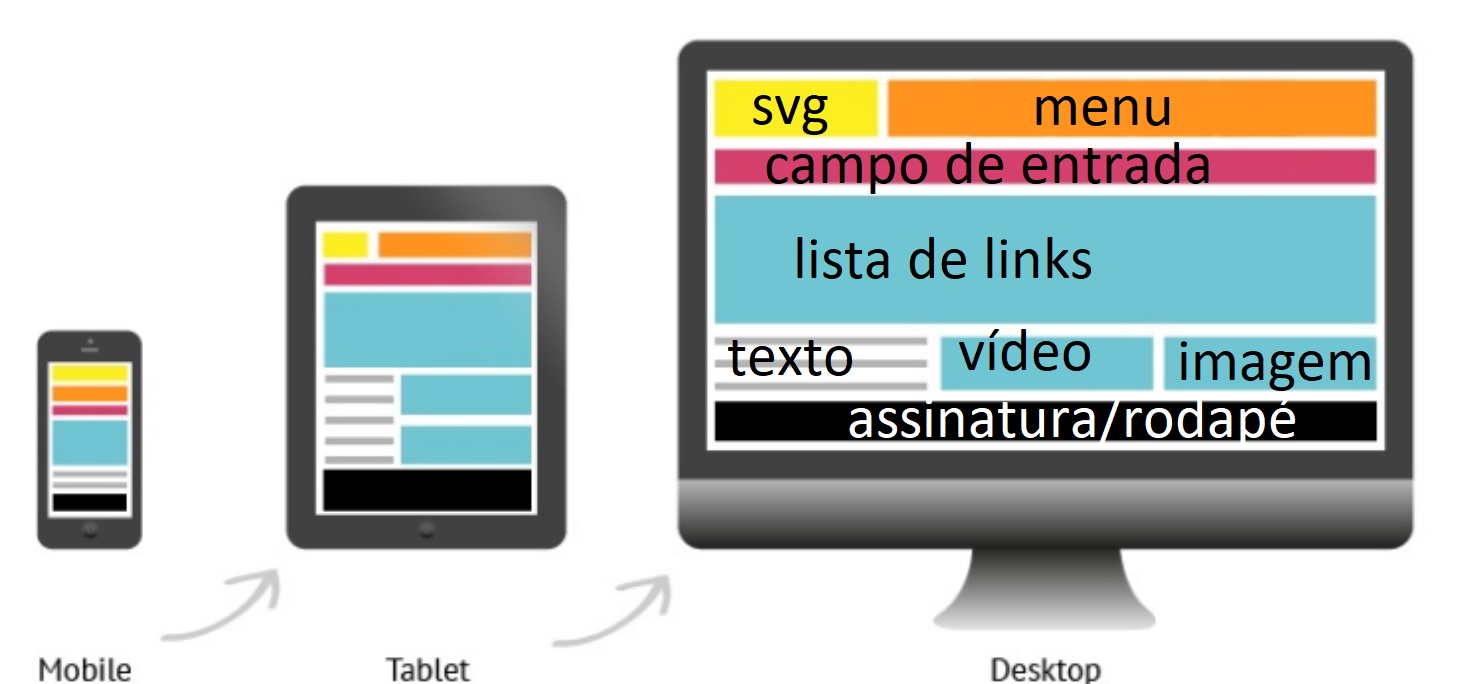 svg menu
campo de entrada
lista de links
texto vídeo imagem
assinatura/rodapé
Mobile Tablet Desktop